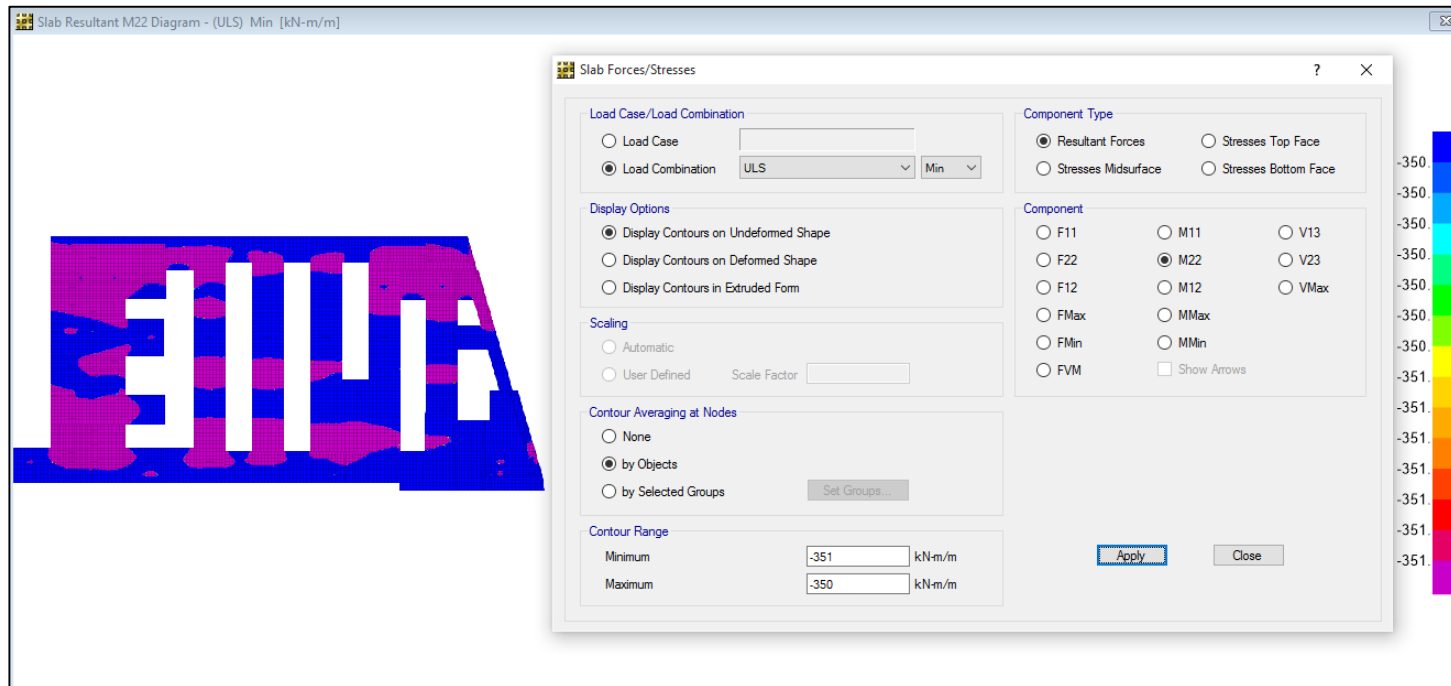 Slab Resultant M22 Diagram - (ULS) Min [kN-m/m]
Slab Forces/Stresses
?
Load Case/Load Combination
Load Case
Load Combination ULS Min
Display Options
Display Contours on Undeformed Shape
Display Contours on Deformed Shape
Display Contours in Extruded Form
Scaling
Automatic
User Defined Scale Factor
Contour Averaging at Nodes
None
by Objects
by Selected Groups Set Groups...
Contour Range
Minimum -351 kN-m/m
Maximum -350 kN-m/m
Component Type
Resultant Forces Stresses Top Face
Stresses Midsurface Stresses Bottom Face
Component
F11 M11 V13
F22 M22 V23
F12 M12 VMax
FMax MMax
FMin MMin
FVM Show Arrows
Apply Close
-350.
-350.
-350.
-350.
-350.
-350.
-350.
-351.
-351.
-351.
-351.
-351.
-351.
-351.